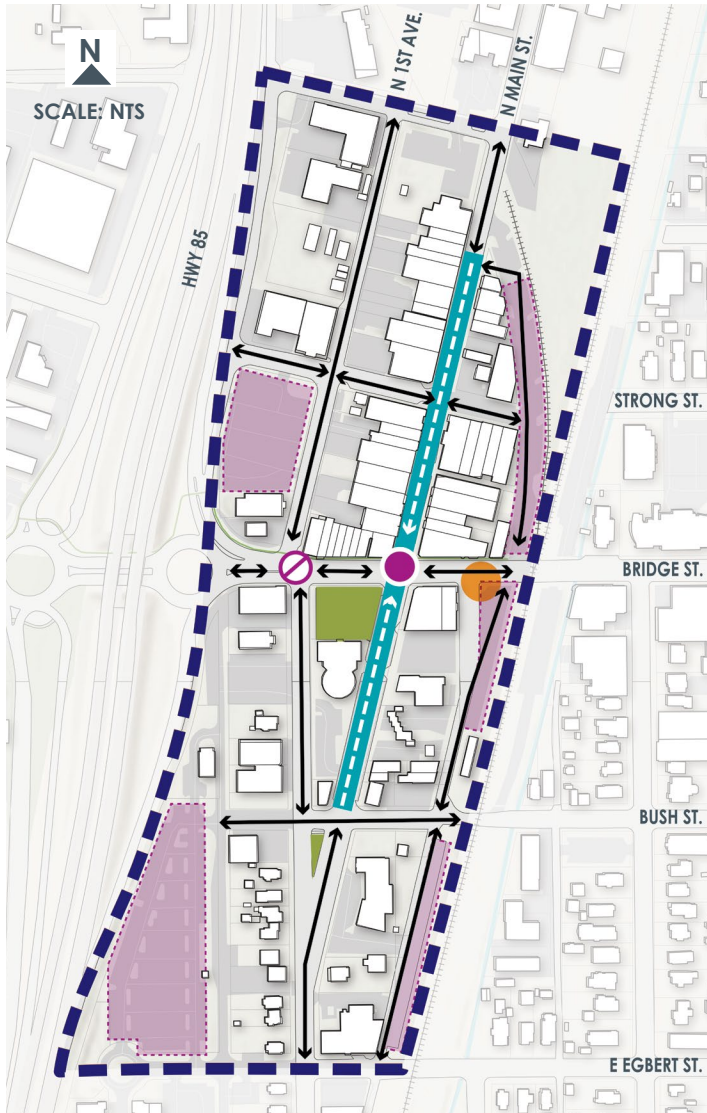 N
SCALE: NTS
N 1ST AVE.
N MAIN ST.
HWY 85
STRONG ST.
BRIDGE ST.
BUSH ST.
E EGBERT ST.